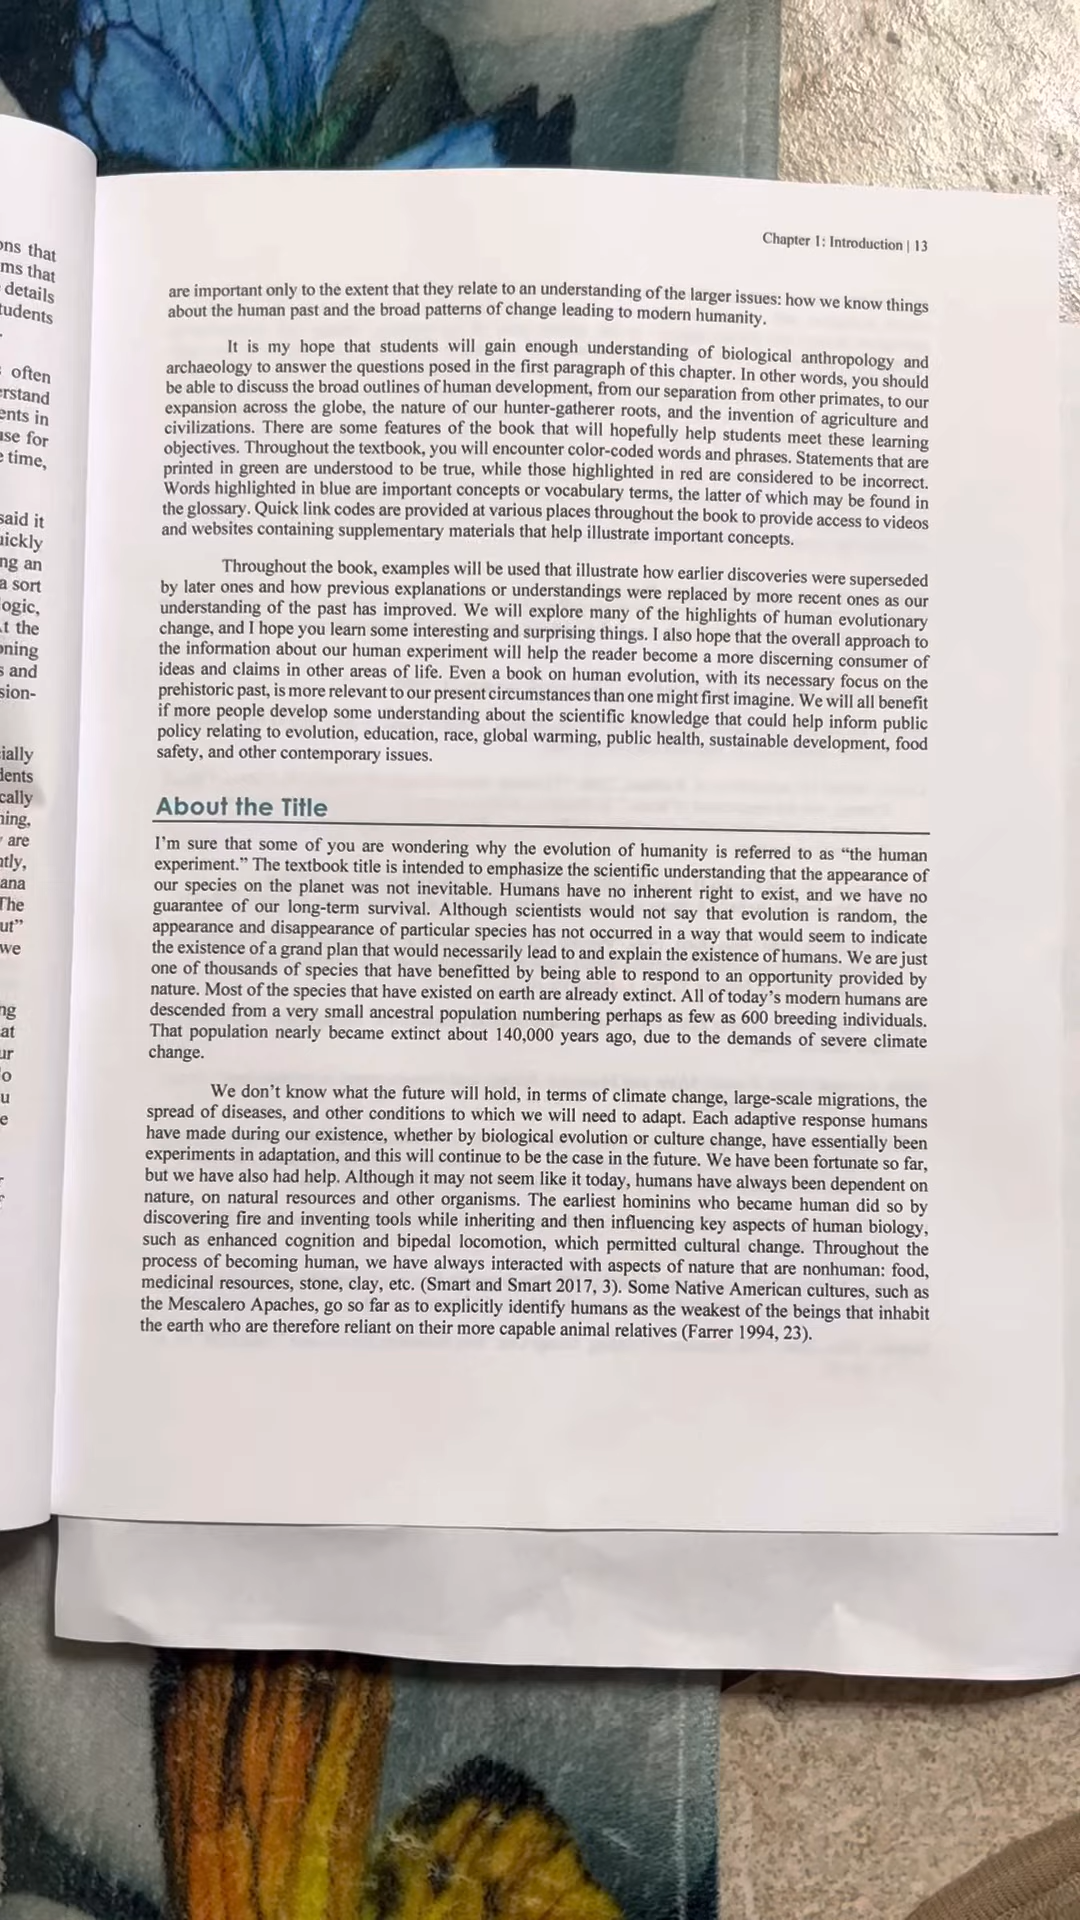 ons that
ms that
details
tudents
often
erstand
ents in
use for
time,
said it
uickly
ng an
a sort
ogic,
t the
oning
s and
sion-
ially
dents
cally
ning,
are
ntly,
ana
The
ut”
we
ng
at
ur
o
u
e
Chapter 1: Introduction | 13
are important only to the extent that they relate to an understanding of the larger issues: how we know things
about the human past and the broad patterns of change leading to modern humanity.
It is my hope that students will gain enough understanding of biological anthropology and
archaeology to answer the questions posed in the first paragraph of this chapter. In other words, you should
be able to discuss the broad outlines of human development, from our separation from other primates, to our
expansion across the globe, the nature of our hunter-gatherer roots, and the invention of agriculture and
civilizations. There are some features of the book that will hopefully help students meet these learning
objectives. Throughout the textbook, you will encounter color-coded words and phrases. Statements that are
printed in green are understood to be true, while those highlighted in red are considered to be incorrect.
Words highlighted in blue are important concepts or vocabulary terms, the latter of which may be found in
the glossary. Quick link codes are provided at various places throughout the book to provide access to videos
and websites containing supplementary materials that help illustrate important concepts.
Throughout the book, examples will be used that illustrate how earlier discoveries were superseded
by later ones and how previous explanations or understandings were replaced by more recent ones as our
understanding of the past has improved. We will explore many of the highlights of human evolutionary
change, and I hope you learn some interesting and surprising things. I also hope that the overall approach to
the information about our human experiment will help the reader become a more discerning consumer of
ideas and claims in other areas of life. Even a book on human evolution, with its necessary focus on the
prehistoric past, is more relevant to our present circumstances than one might first imagine. We will all benefit
if more people develop some understanding about the scientific knowledge that could help inform public
policy relating to evolution, education, race, global warming, public health, sustainable development, food
safety, and other contemporary issues.
About the Title
I’m sure that some of you are wondering why the evolution of humanity is referred to as “the human
experiment.” The textbook title is intended to emphasize the scientific understanding that the appearance of
our species on the planet was not inevitable. Humans have no inherent right to exist, and we have no
guarantee of our long-term survival. Although scientists would not say that evolution is random, the
appearance and disappearance of particular species has not occurred in a way that would seem to indicate
the existence of a grand plan that would necessarily lead to and explain the existence of humans. We are just
one of thousands of species that have benefitted by being able to respond to an opportunity provided by
nature. Most of the species that have existed on earth are already extinct. All of today’s modern humans are
descended from a very small ancestral population numbering perhaps as few as 600 breeding individuals.
That population nearly became extinct about 140,000 years ago, due to the demands of severe climate
change.
We don’t know what the future will hold, in terms of climate change, large-scale migrations, the
spread of diseases, and other conditions to which we will need to adapt. Each adaptive response humans
have made during our existence, whether by biological evolution or culture change, have essentially been
experiments in adaptation, and this will continue to be the case in the future. We have been fortunate so far,
but we have also had help. Although it may not seem like it today, humans have always been dependent on
nature, on natural resources and other organisms. The earliest hominins who became human did so by
discovering fire and inventing tools while inheriting and then influencing key aspects of human biology,
such as enhanced cognition and bipedal locomotion, which permitted cultural change. Throughout the
process of becoming human, we have always interacted with aspects of nature that are nonhuman: food,
medicinal resources, stone, clay, etc. (Smart and Smart 2017, 3). Some Native American cultures, such as
the Mescalero Apaches, go so far as to explicitly identify humans as the weakest of the beings that inhabit
the earth who are therefore reliant on their more capable animal relatives (Farrer 1994, 23).